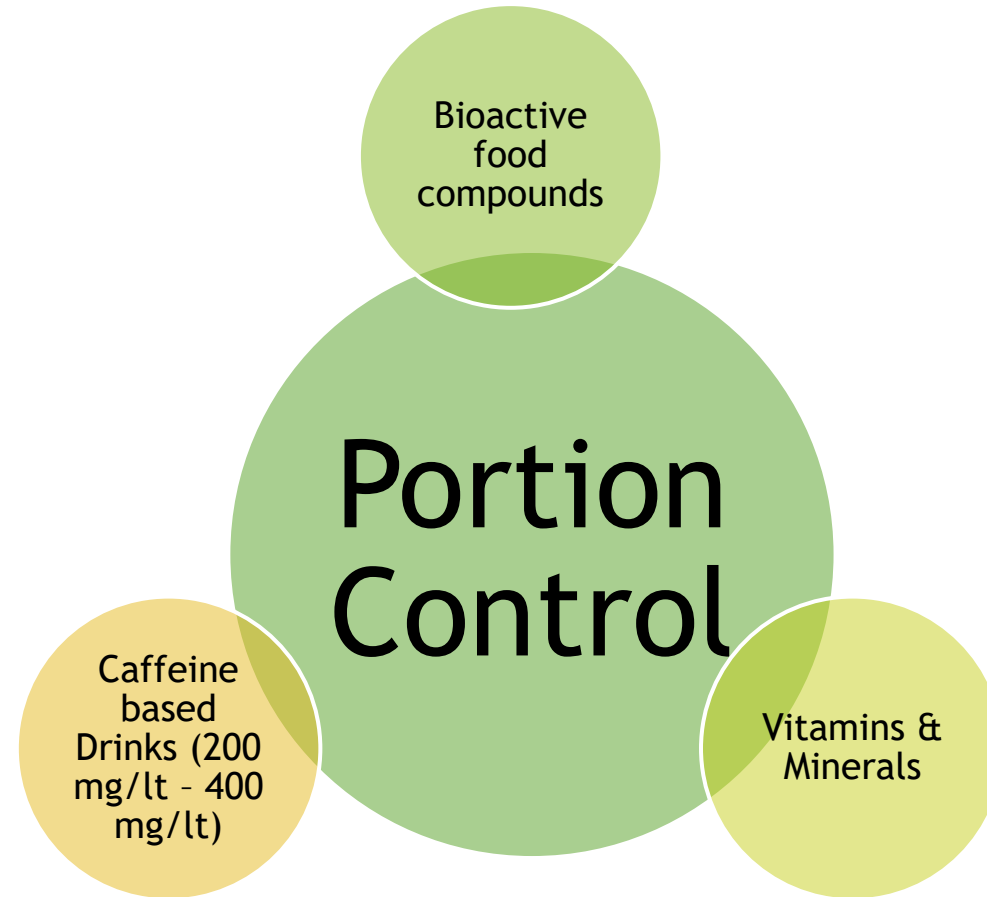 Bioactive
food
compounds
Portion
Control
Caffeine
based
Drinks (200
mg/lt – 400
mg/lt)
Vitamins &
Minerals